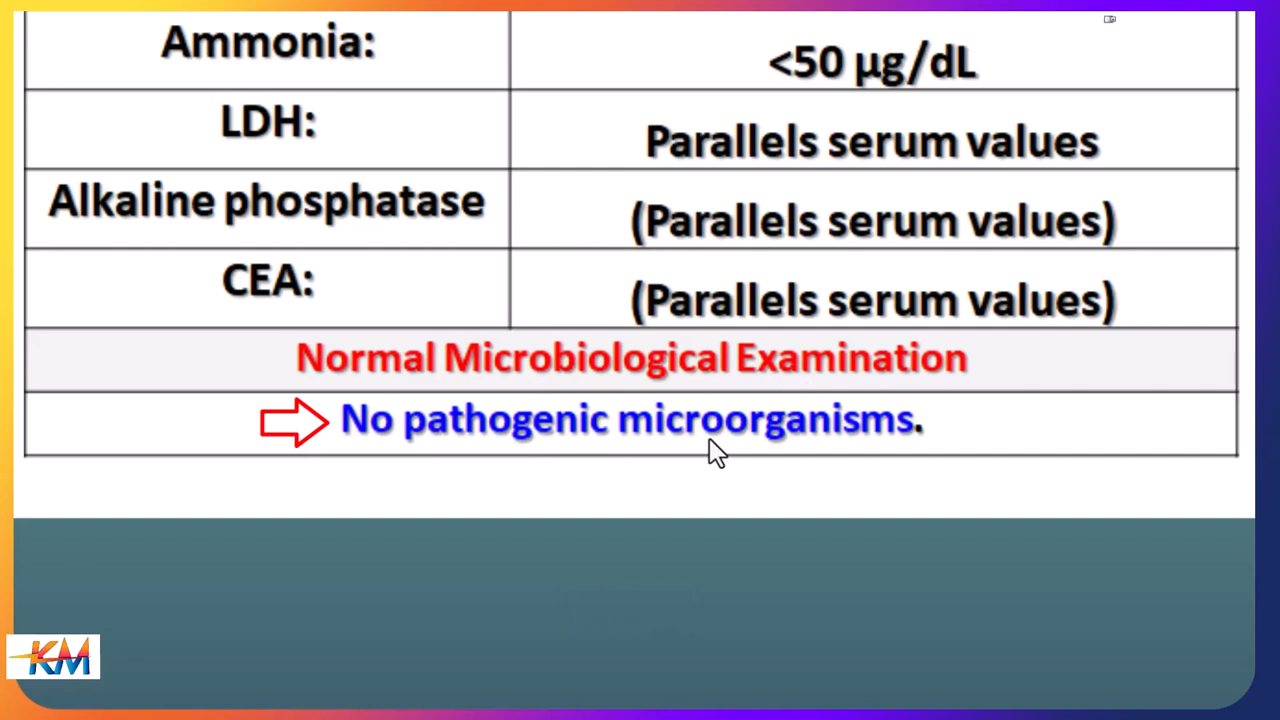 Ammonia: <50 µg/dL
LDH: Parallels serum values
Alkaline phosphatase (Parallels serum values)
CEA: (Parallels serum values)
Normal Microbiological Examination
No pathogenic microorganisms.
KM